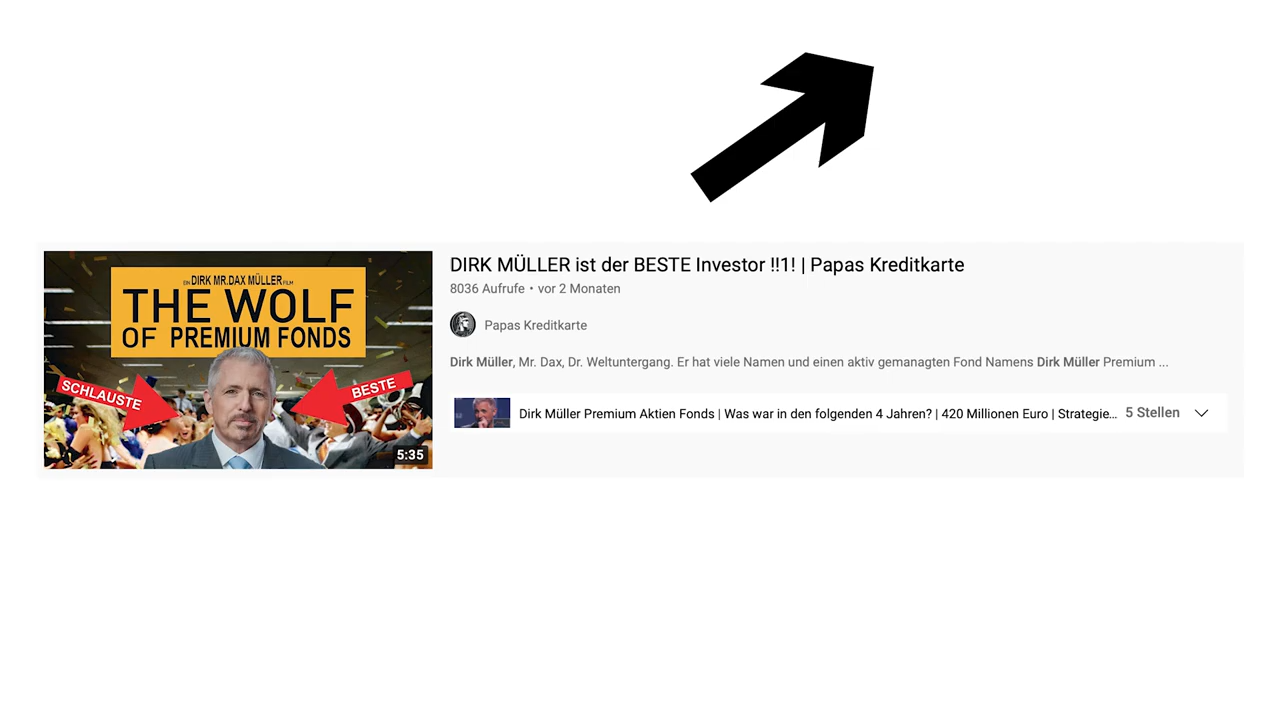 EIN DIRK MR.DAX MÜLLER FILM
THE WOLF
OF PREMIUM FONDS
SCHLAUSTE
BESTE
5:35
DIRK MÜLLER ist der BESTE Investor !!1! | Papas Kreditkarte
8036 Aufrufe • vor 2 Monaten
Papas Kreditkarte
Dirk Müller, Mr. Dax, Dr. Weltuntergang. Er hat viele Namen und einen aktiv gemanagten Fond Namens Dirk Müller Premium ...
Dirk Müller Premium Aktien Fonds | Was war in den folgenden 4 Jahren? | 420 Millionen Euro | Strategie... 5 Stellen